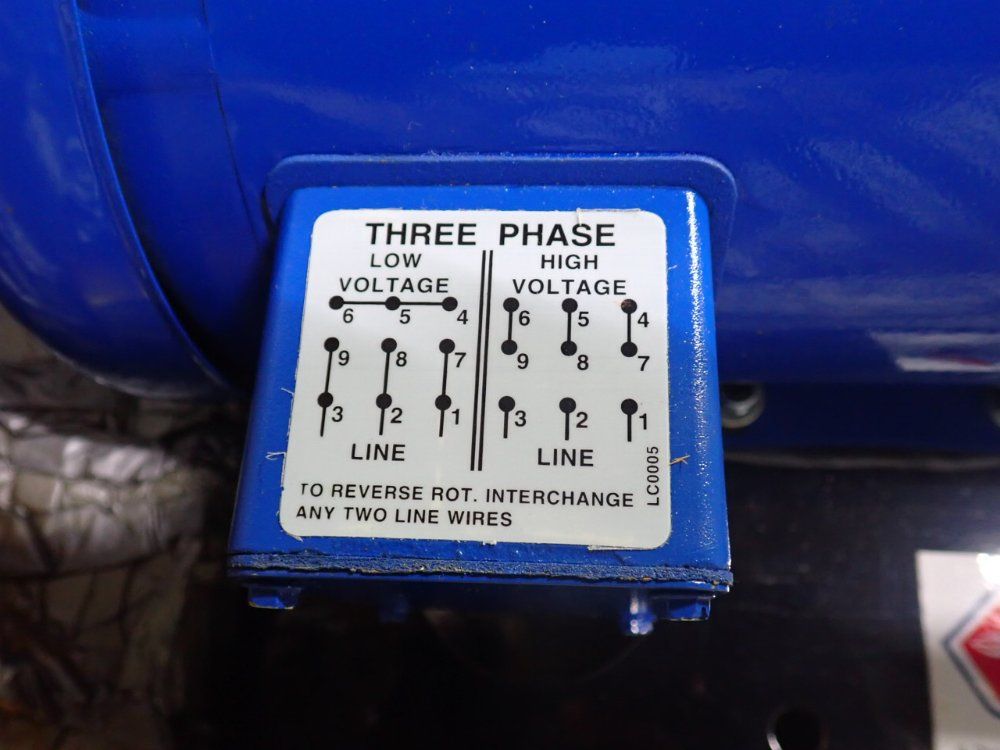 THREE PHASE
LOW
VOLTAGE
6 5 4
9 8 7
3 2 1
LINE
HIGH
VOLTAGE
6 5 4
9 8 7
3 2 1
LINE
LC0005
TO REVERSE ROT. INTERCHANGE
ANY TWO LINE WIRES